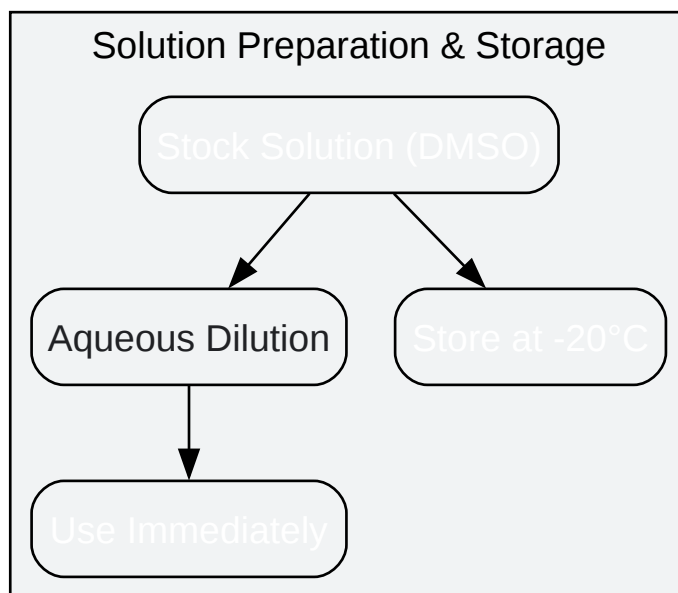 Solution Preparation & Storage
Stock Solution (DMSO)
Aqueous Dilution
Store at -20°C
Use Immediately